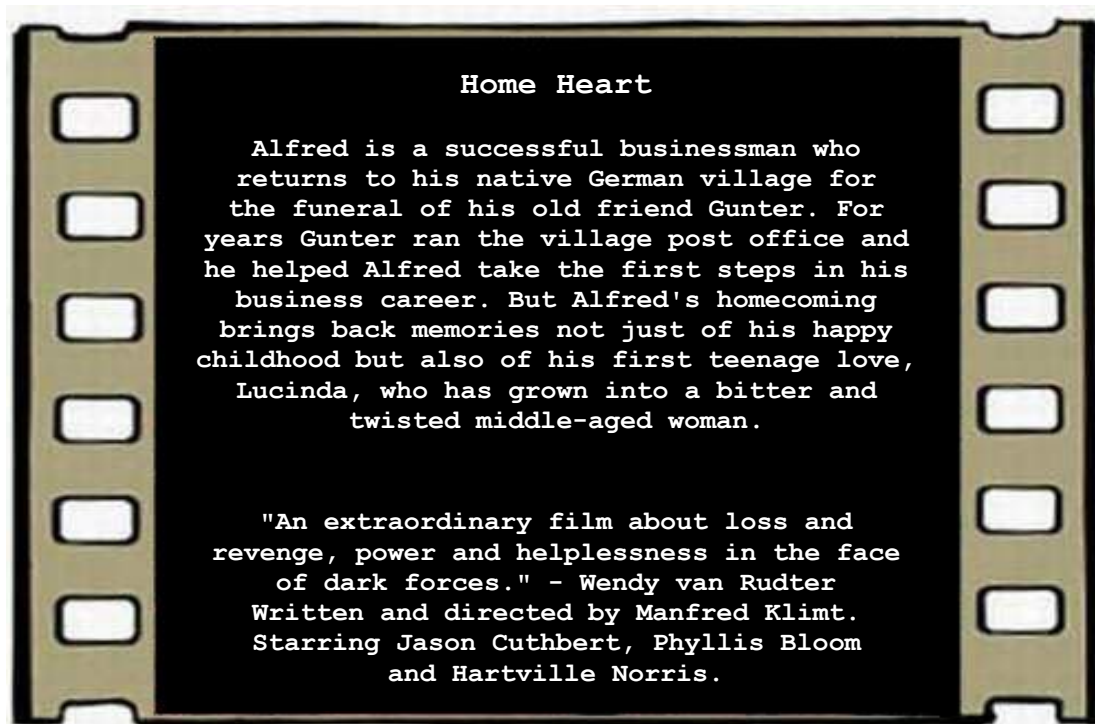 Home Heart
Alfred is a successful businessman who
returns to his native German village for
the funeral of his old friend Gunter. For
years Gunter ran the village post office and
he helped Alfred take the first steps in his
business career. But Alfred's homecoming
brings back memories not just of his happy
childhood but also of his first teenage love,
Lucinda, who has grown into a bitter and
twisted middle-aged woman.
"An extraordinary film about loss and
revenge, power and helplessness in the face
of dark forces." - Wendy van Rudter
Written and directed by Manfred Klimt.
Starring Jason Cuthbert, Phyllis Bloom
and Hartville Norris.